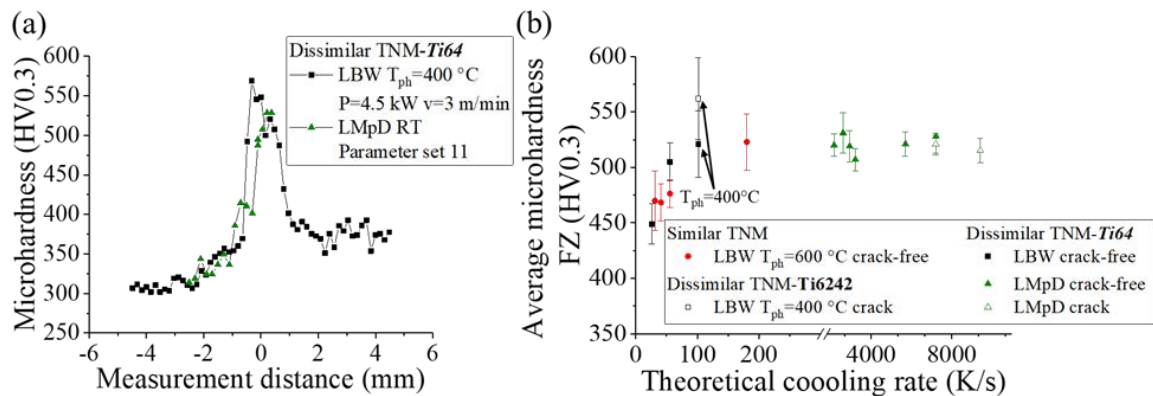 (a)
Microhardness (HV0.3)
600
550
500
450
400
350
300
250
-6
-4
-2
0
2
4
6
Measurement distance (mm)
Dissimilar TNM-Ti64
LBW Tph=400 °C
P=4.5 kW v=3 m/min
LMpD RT
Parameter set 11
(b)
Average microhardness
FZ (HV0.3)
600
550
500
450
400
350
0
100
200
4000
8000
Theoretical coooling rate (K/s)
Tph=400°C
Similar TNM
LBW Tph=600 °C crack-free
Dissimilar TNM-Ti6242
LBW Tph=400 °C crack
Dissimilar TNM-Ti64
LBW crack-free
LMpD crack-free
LMpD crack